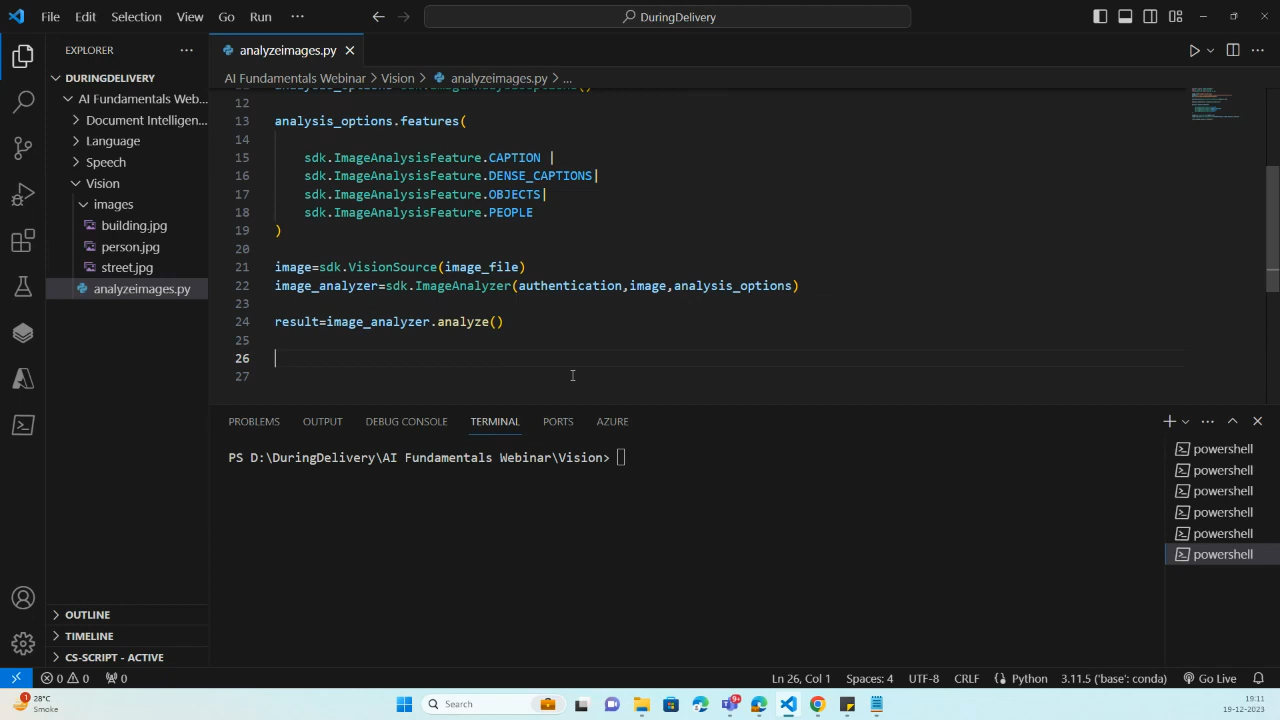 File Edit Selection View Go Run ···
DuringDelivery
EXPLORER
analyzeimages.py
DURINGDELIVERY
AI Fundamentals Web...
Document Intelligen...
Language
Speech
Vision
images
building.jpg
person.jpg
street.jpg
analyzeimages.py
OUTLINE
TIMELINE
CS-SCRIPT - ACTIVE
AI Fundamentals Webinar > Vision > analyzeimages.py > ...
12
13 analysis_options.features(
14
15 sdk.ImageAnalysisFeature.CAPTION |
16 sdk.ImageAnalysisFeature.DENSE_CAPTIONS|
17 sdk.ImageAnalysisFeature.OBJECTS|
18 sdk.ImageAnalysisFeature.PEOPLE
19 )
20
21 image=sdk.VisionSource(image_file)
22 image_analyzer=sdk.ImageAnalyzer(authentication,image,analysis_options)
23
24 result=image_analyzer.analyze()
25
26
27
PROBLEMS OUTPUT DEBUG CONSOLE TERMINAL PORTS AZURE
PS D:\DuringDelivery\AI Fundamentals Webinar\Vision>
powershell
powershell
powershell
powershell
powershell
powershell
0 0 0
Ln 26, Col 1 Spaces: 4 UTF-8 CRLF Python 3.11.5 ('base': conda) Go Live
28°C
Smoke
Search
9+
19:11
19-12-2023